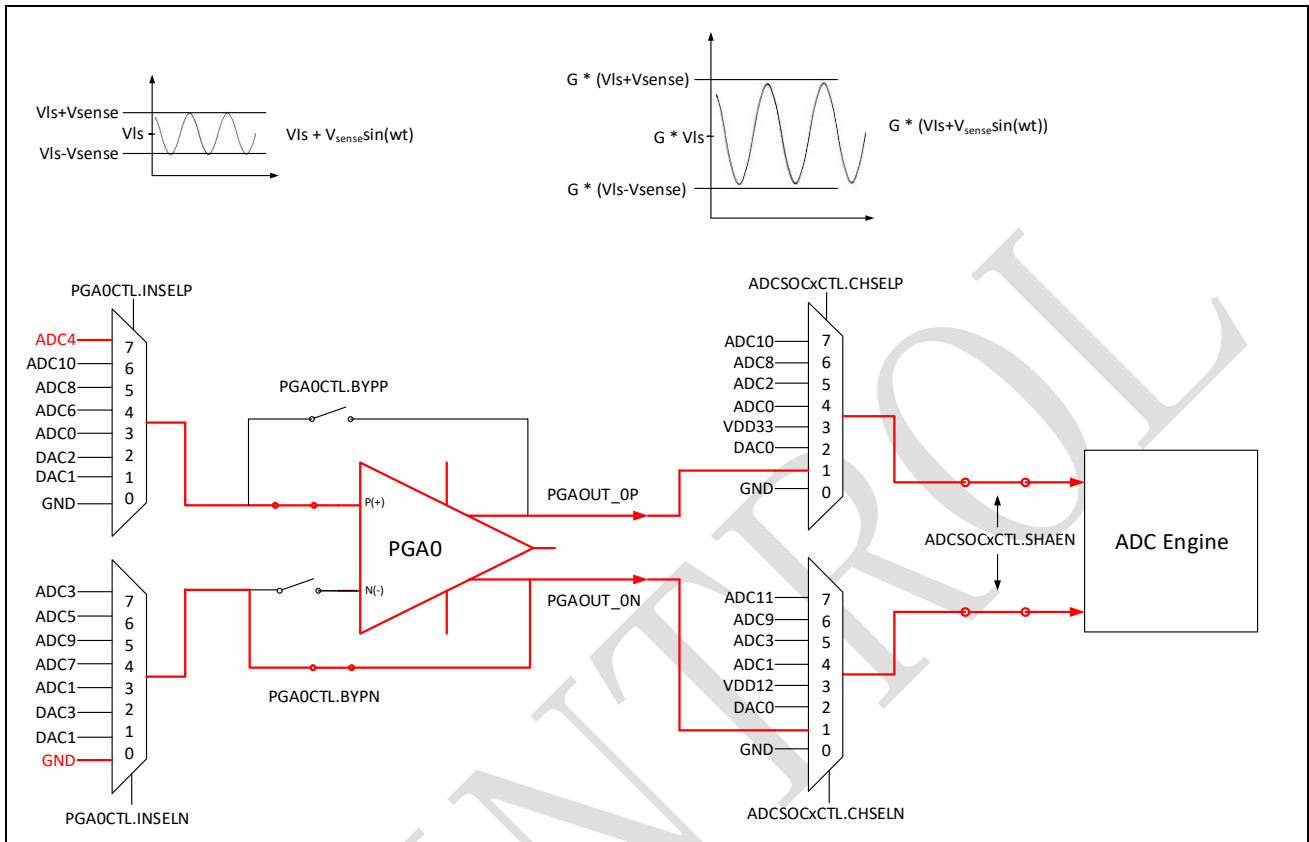 G * (Vls+Vsense)
Vls+Vsense
Vls
Vls-Vsense
Vls + Vsensesin(wt)
G * Vls
G * (Vls+Vsensesin(wt))
G * (Vls-Vsense)
PGA0CTL.INSELP
ADC4
ADC10
ADC8
ADC6
ADC0
DAC2
DAC1
GND
7
6
5
4
3
2
1
0
PGA0CTL.BYPP
P(+)
PGA0
N(-)
PGAOUT_0P
PGAOUT_0N
PGA0CTL.BYPN
ADC3
ADC5
ADC9
ADC7
ADC1
DAC3
DAC1
GND
7
6
5
4
3
2
1
0
PGA0CTL.INSELN
ADCSOCxCTL.CHSELP
ADC10
ADC8
ADC2
ADC0
VDD33
DAC0
GND
7
6
5
4
3
2
1
0
ADCSOCxCTL.SHAEN
ADC Engine
ADC11
ADC9
ADC3
ADC1
VDD12
DAC0
GND
7
6
5
4
3
2
1
0
ADCSOCxCTL.CHSELN
NTROL